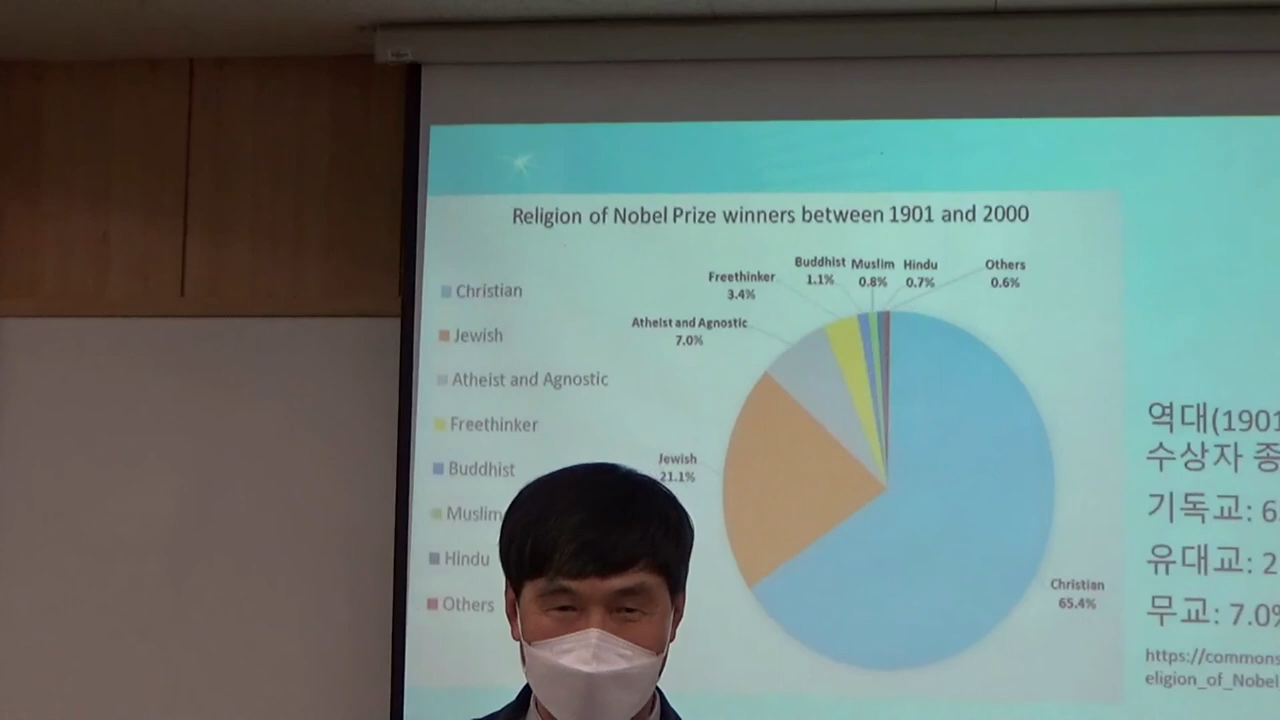 Religion of Nobel Prize winners between 1901 and 2000
Christian
Jewish
Atheist and Agnostic
Freethinker
Buddhist
Muslim
Hindu
Others
Freethinker
3.4%
Buddhist
1.1%
Muslim
0.8%
Hindu
0.7%
Others
0.6%
Atheist and Agnostic
7.0%
Jewish
21.1%
Christian
65.4%
역대(1901
수상자 종
기독교: 6
유대교: 2
무교: 7.0%
https://commons
eligion_of_Nobel